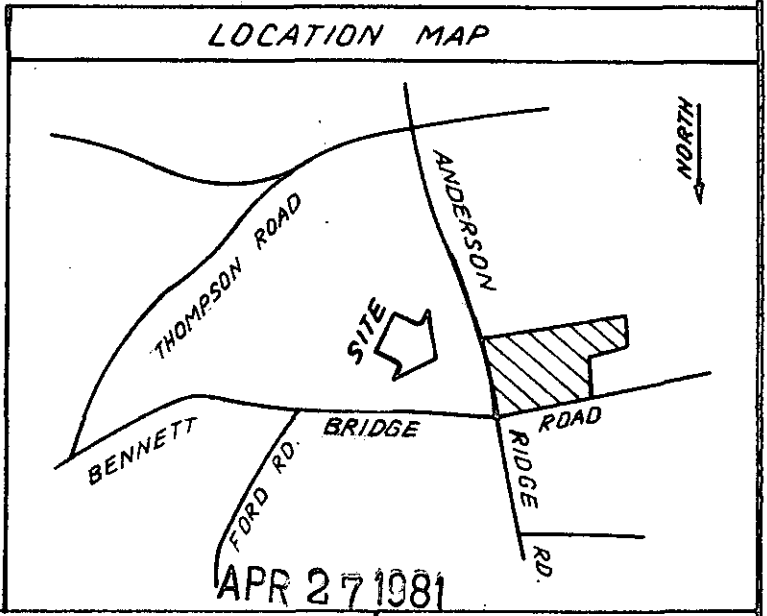 LOCATION MAP
NORTH
ANDERSON
THOMPSON ROAD
SITE
BENNETT
BRIDGE
ROAD
RIDGE
FORD RD.
RD.
APR 27 1981